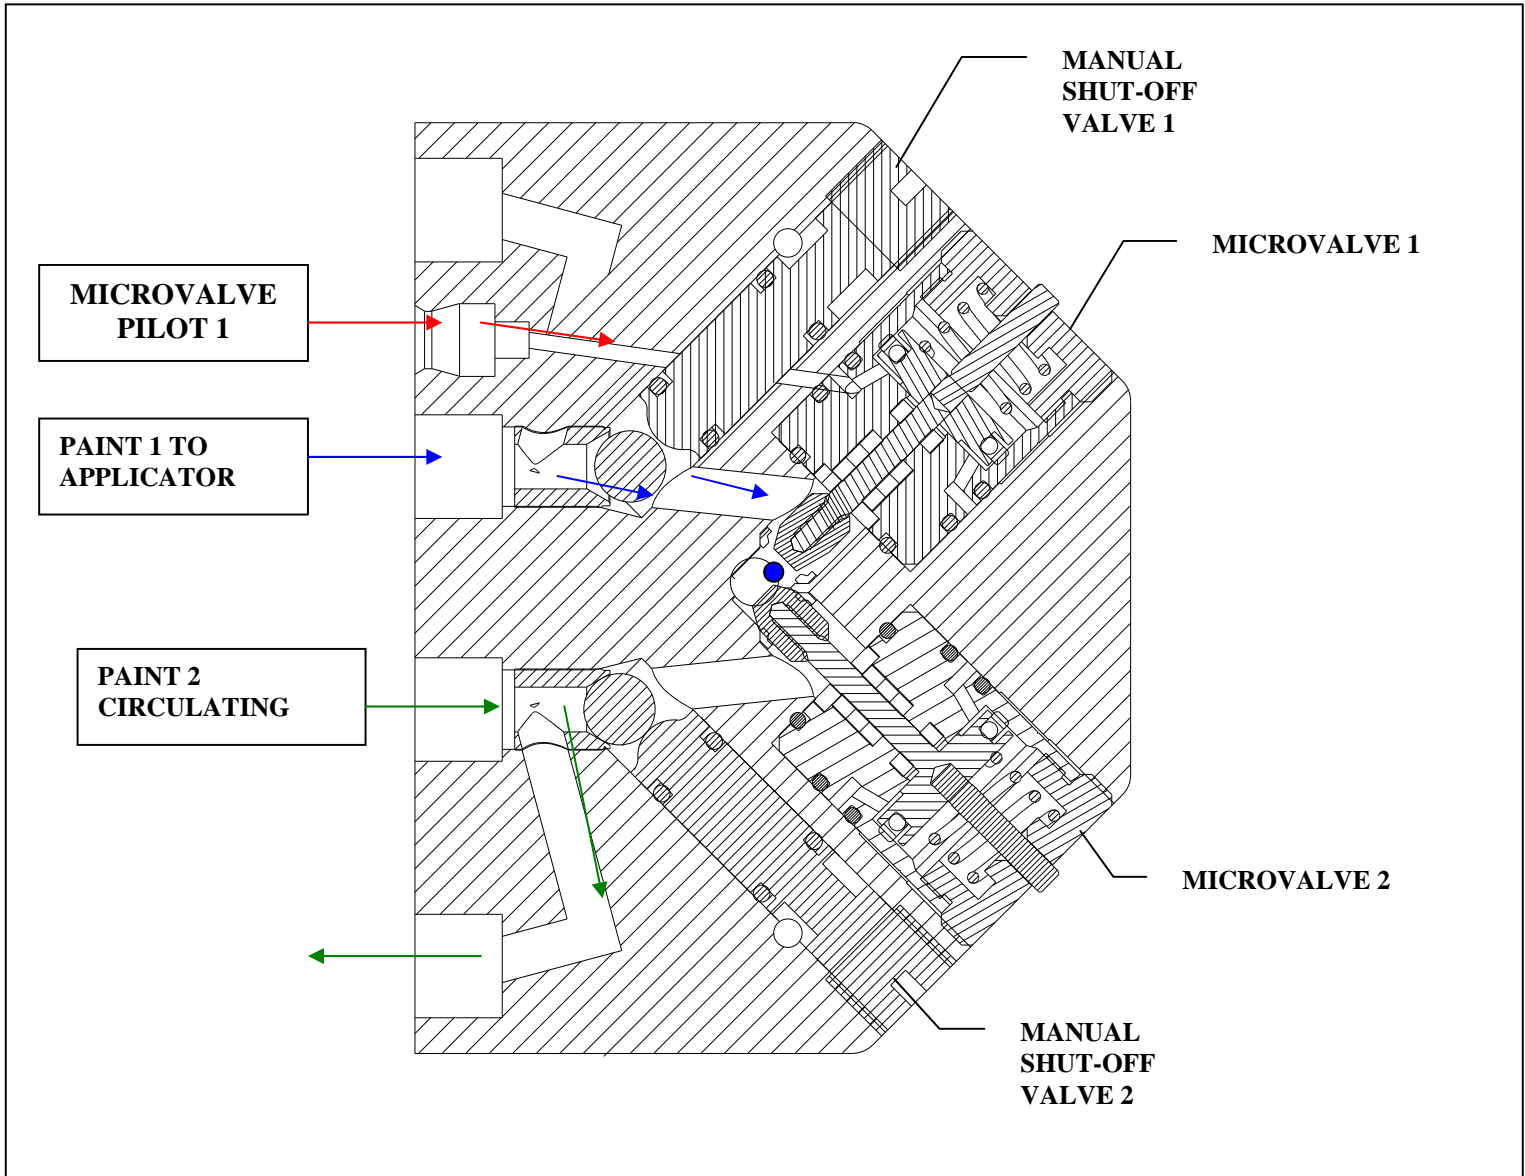 MANUAL
SHUT-OFF
VALVE 1
MICROVALVE 1
MICROVALVE
PILOT 1
PAINT 1 TO
APPLICATOR
PAINT 2
CIRCULATING
MICROVALVE 2
MANUAL
SHUT-OFF
VALVE 2